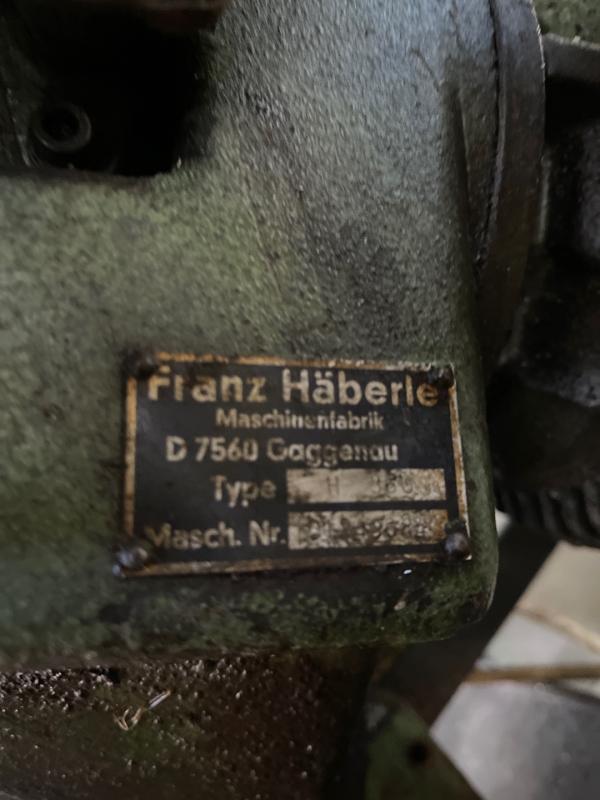 Franz Häberle
Maschinenfabrik
D 7560 Gaggenau
Type H
Masch. Nr.